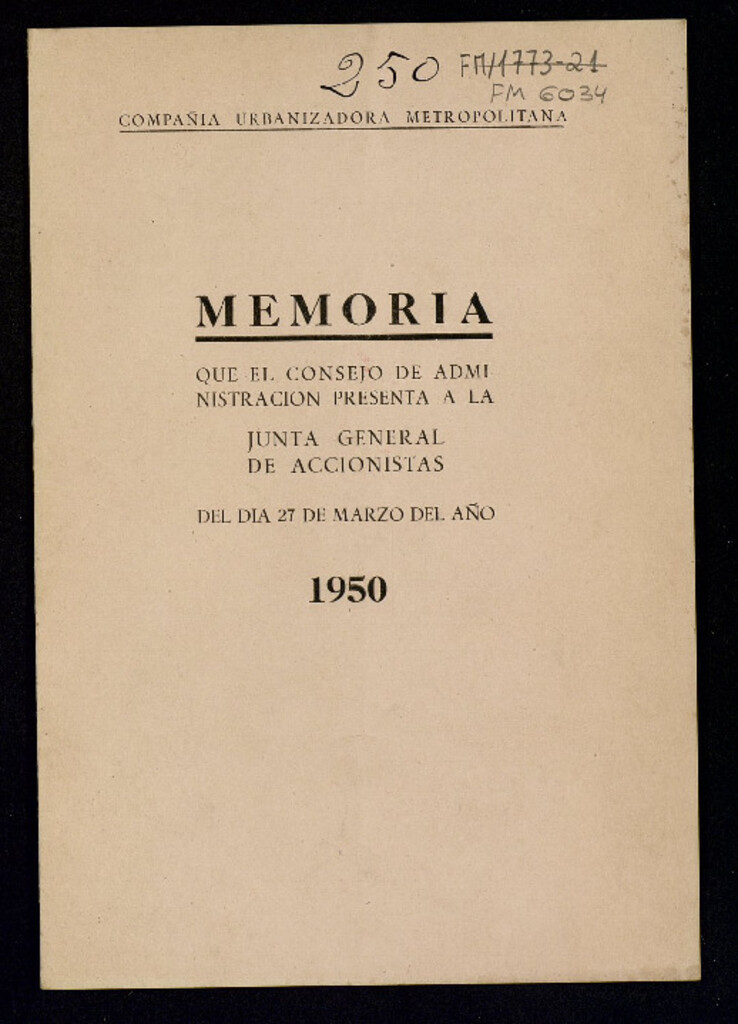 250 FM/1773-21
FM 6034
COMPAÑIA URBANIZADORA METROPOLITANA
MEMORIA
QUE EL CONSEJO DE ADMI-
NISTRACION PRESENTA A LA
JUNTA GENERAL
DE ACCIONISTAS
DEL DIA 27 DE MARZO DEL AÑO
1950